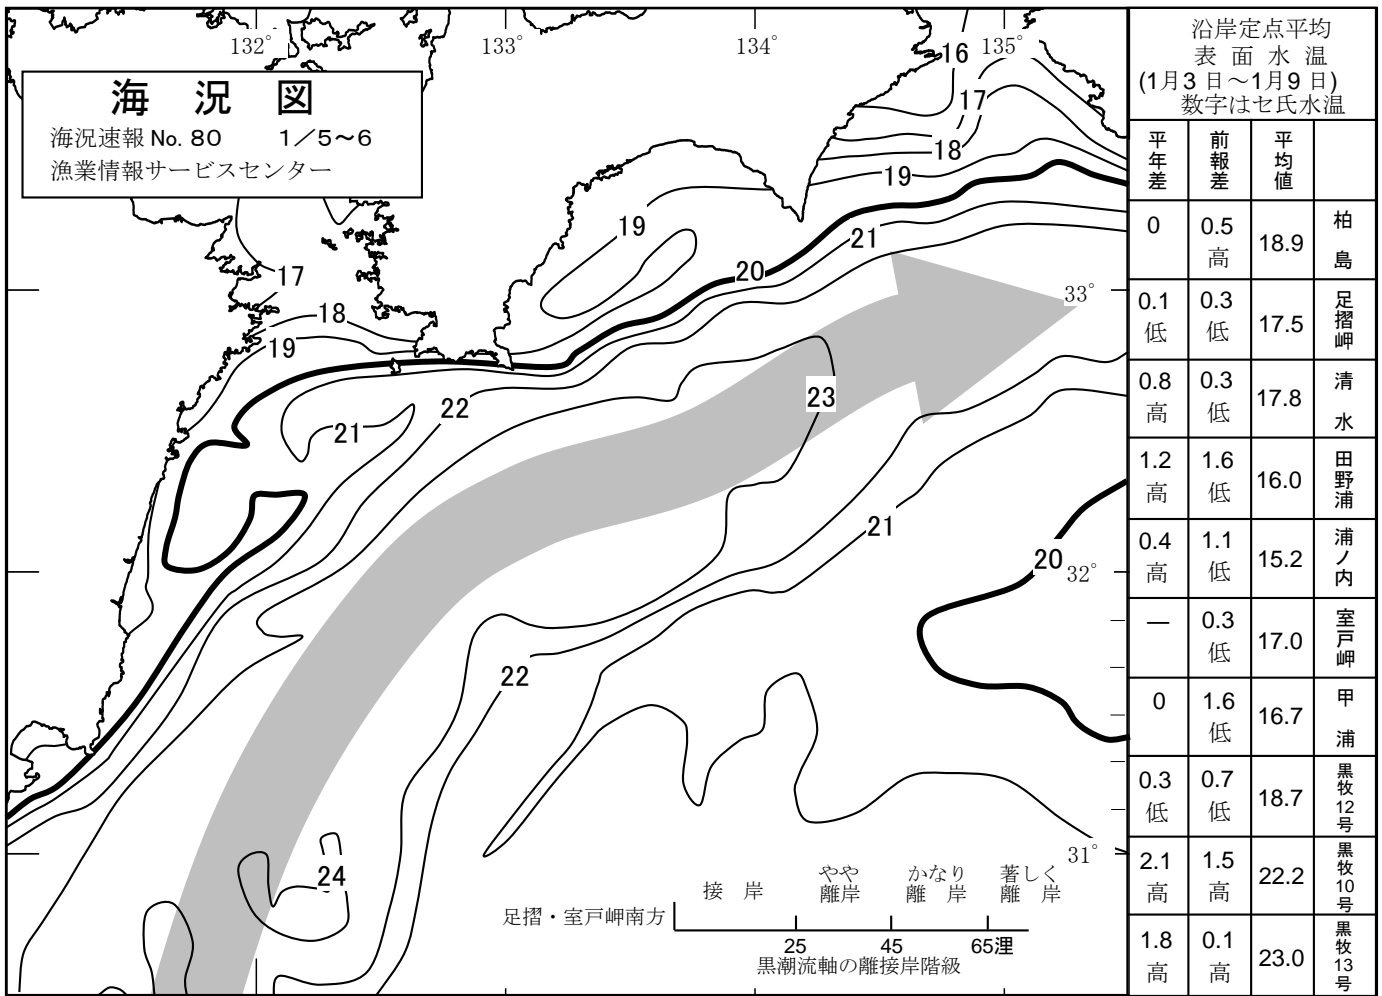 132°
133°
134°
135°
海 況 図
海況速報 No. 80 1／5～6
漁業情報サービスセンター
16
17
18
19
19
20
21
17
18
19
33°
22
21
23
21
20
32°
22
24
31°
接 岸
やや
離岸
かなり
離 岸
著しく
離 岸
足摺・室戸岬南方
25 45 65浬
黒潮流軸の離接岸階級
沿岸定点平均
表 面 水 温
(1月3 日～1月9 日)
数字はセ氏水温
平年差 前報差 平均値
0 0.5高 18.9 柏 島
0.1低 0.3低 17.5 足摺岬
0.8高 0.3低 17.8 清 水
1.2高 1.6低 16.0 田野浦
0.4高 1.1低 15.2 浦ノ内
― 0.3低 17.0 室戸岬
0 1.6低 16.7 甲 浦
0.3低 0.7低 18.7 黒牧12号
2.1高 1.5高 22.2 黒牧10号
1.8高 0.1高 23.0 黒牧13号